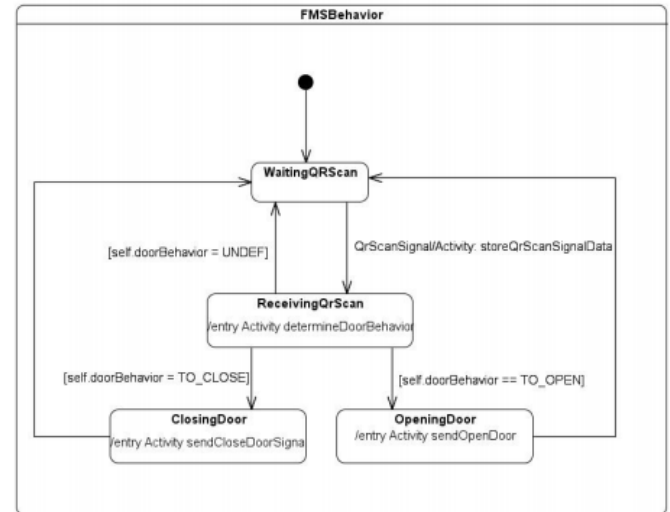 FMSBehavior
WaitingQRScan
[self.doorBehavior = UNDEF]
QrScanSignal/Activity: storeQrScanSignalData
ReceivingQrScan
/entry Activity determineDoorBehavior
[self.doorBehavior = TO_CLOSE]
[self.doorBehavior == TO_OPEN]
ClosingDoor
/entry Activity sendCloseDoorSigna
OpeningDoor
/entry Activity sendOpenDoor